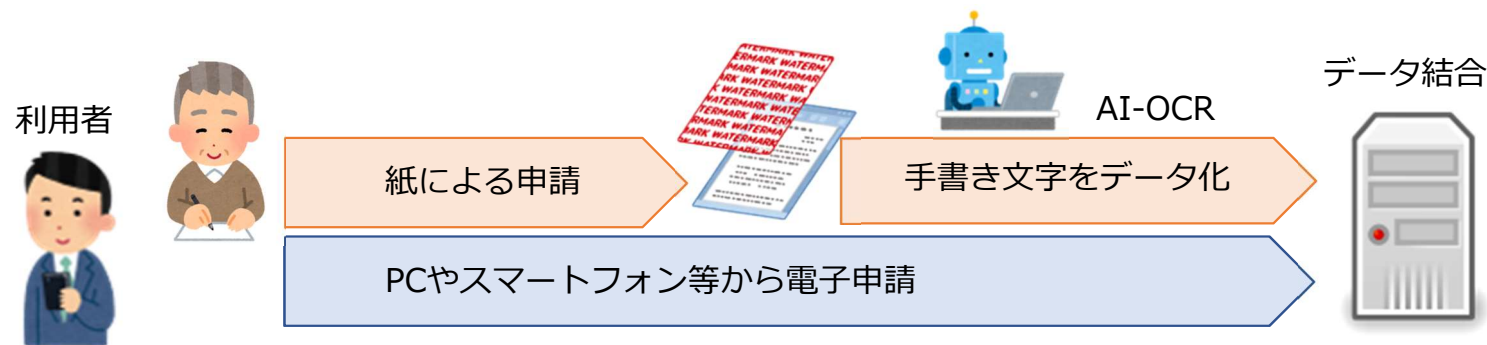 利用者
紙による申請
WATERMARK WATERMARK
AI-OCR
手書き文字をデータ化
データ結合
PCやスマートフォン等から電子申請